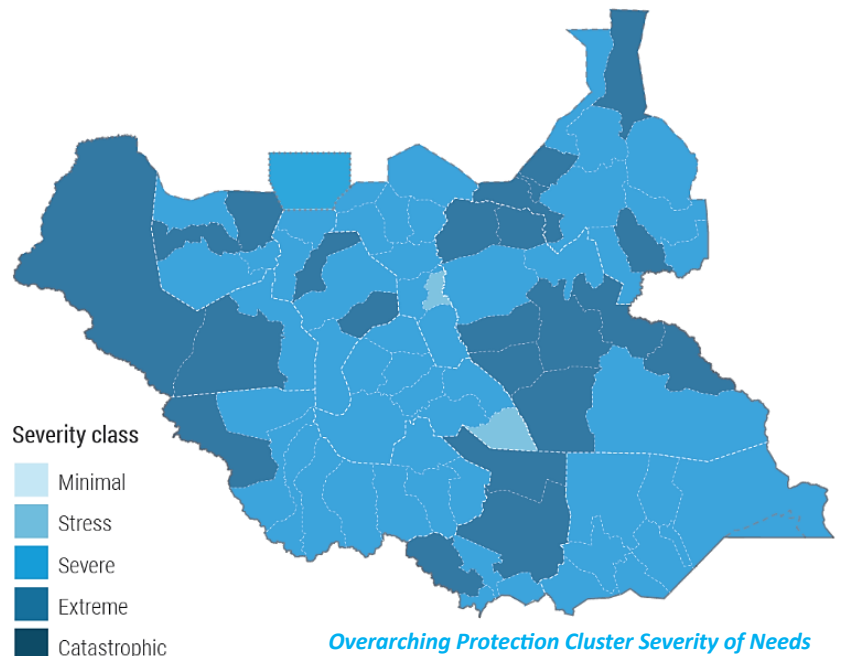 Severity class
Minimal
Stress
Severe
Extreme
Catastrophic
Overarching Protection Cluster Severity of Needs